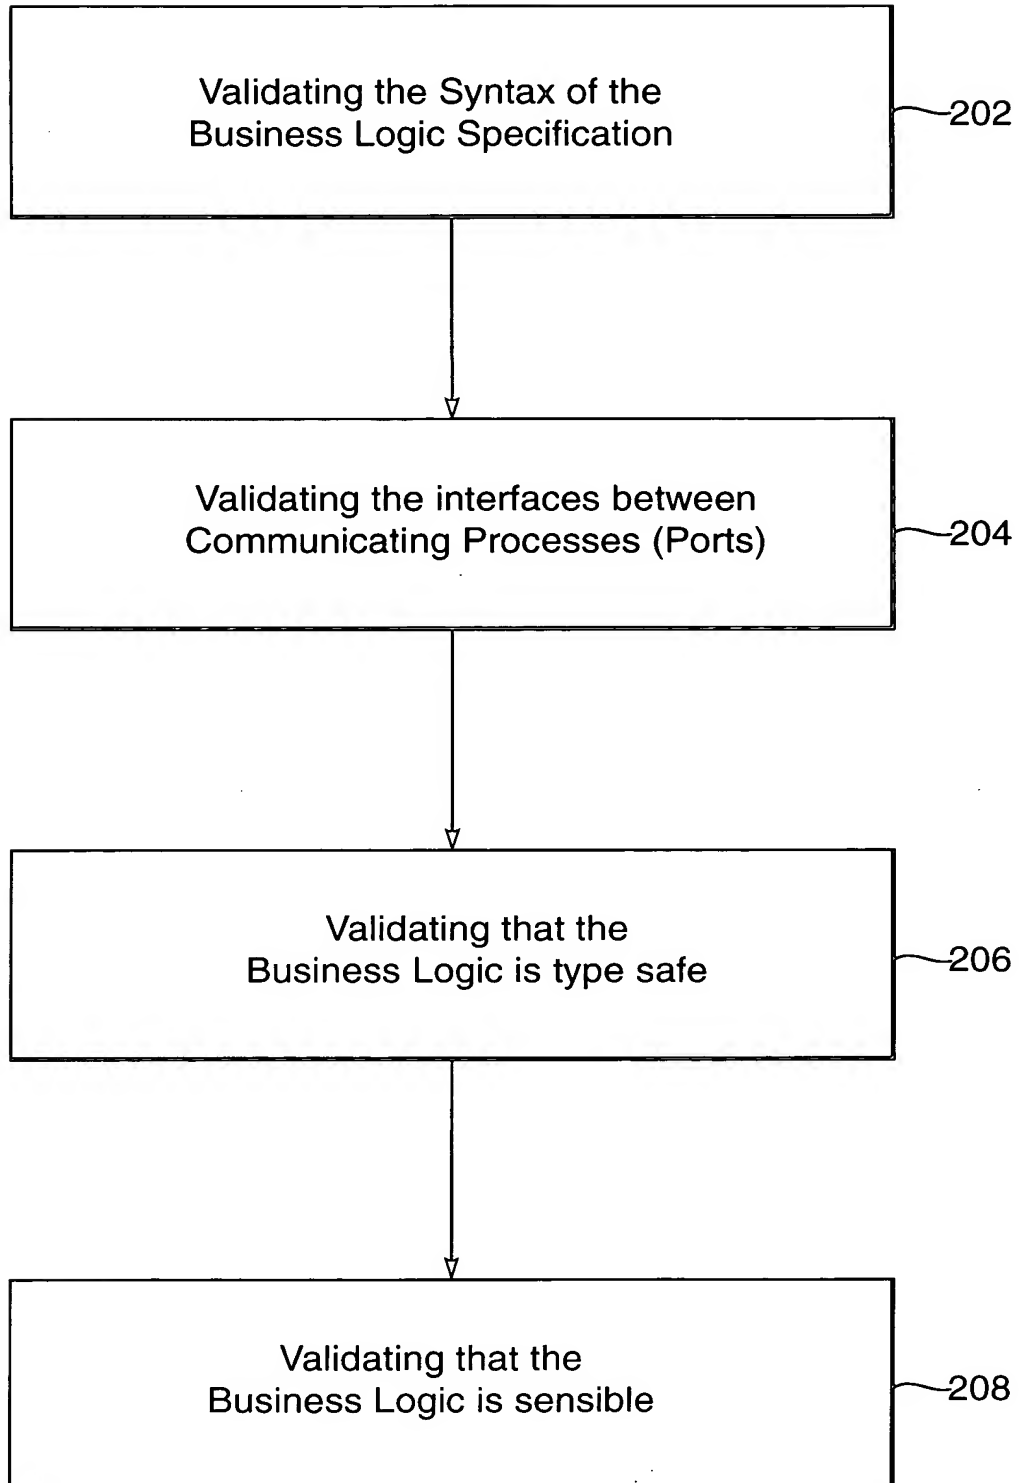 Validating the Syntax of the
Business Logic Specification
202
Validating the interfaces between
Communicating Processes (Ports)
204
Validating that the
Business Logic is type safe
206
Validating that the
Business Logic is sensible
208